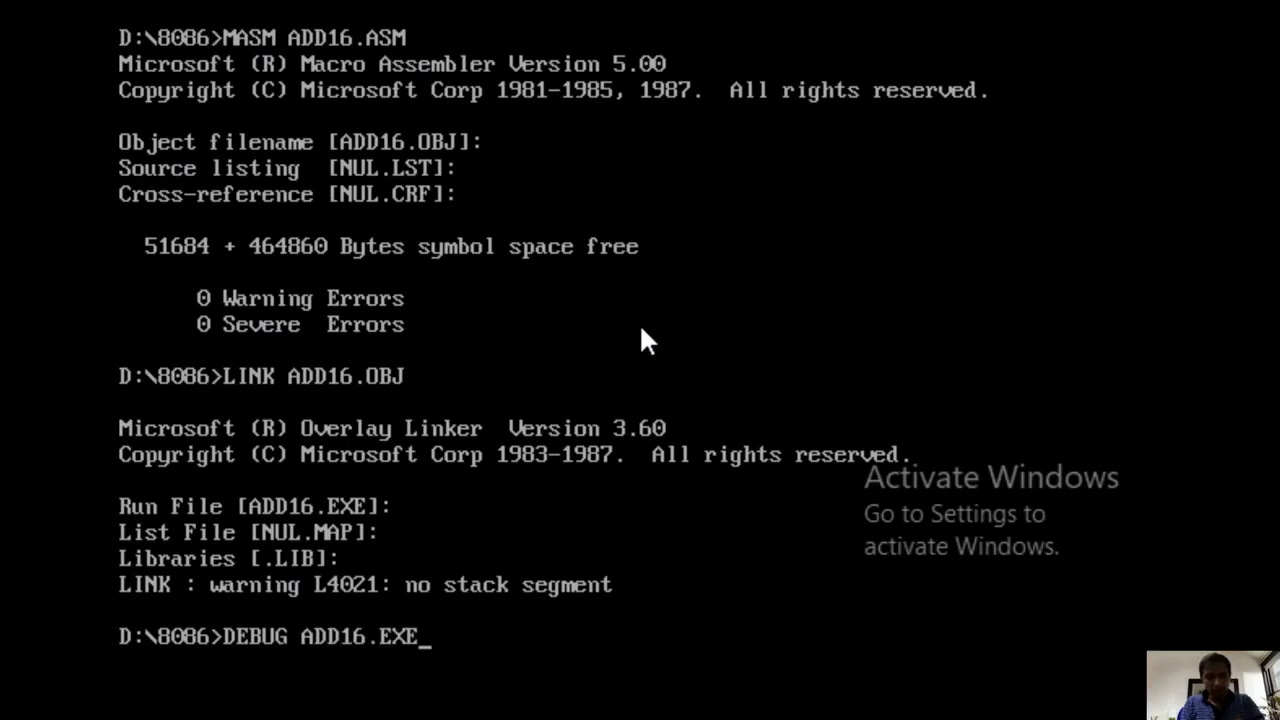 D:\8086>MASM ADD16.ASM
Microsoft (R) Macro Assembler Version 5.00
Copyright (C) Microsoft Corp 1981-1985, 1987.  All rights reserved.
Object filename [ADD16.OBJ]:
Source listing  [NUL.LST]:
Cross-reference [NUL.CRF]:
51684 + 464860 Bytes symbol space free
0 Warning Errors
0 Severe  Errors
D:\8086>LINK ADD16.OBJ
Microsoft (R) Overlay Linker  Version 3.60
Copyright (C) Microsoft Corp 1983-1987.  All rights reserved.
Run File [ADD16.EXE]:
List File [NUL.MAP]:
Libraries [.LIB]:
LINK : warning L4021: no stack segment
D:\8086>DEBUG ADD16.EXE_
Activate Windows
Go to Settings to
activate Windows.